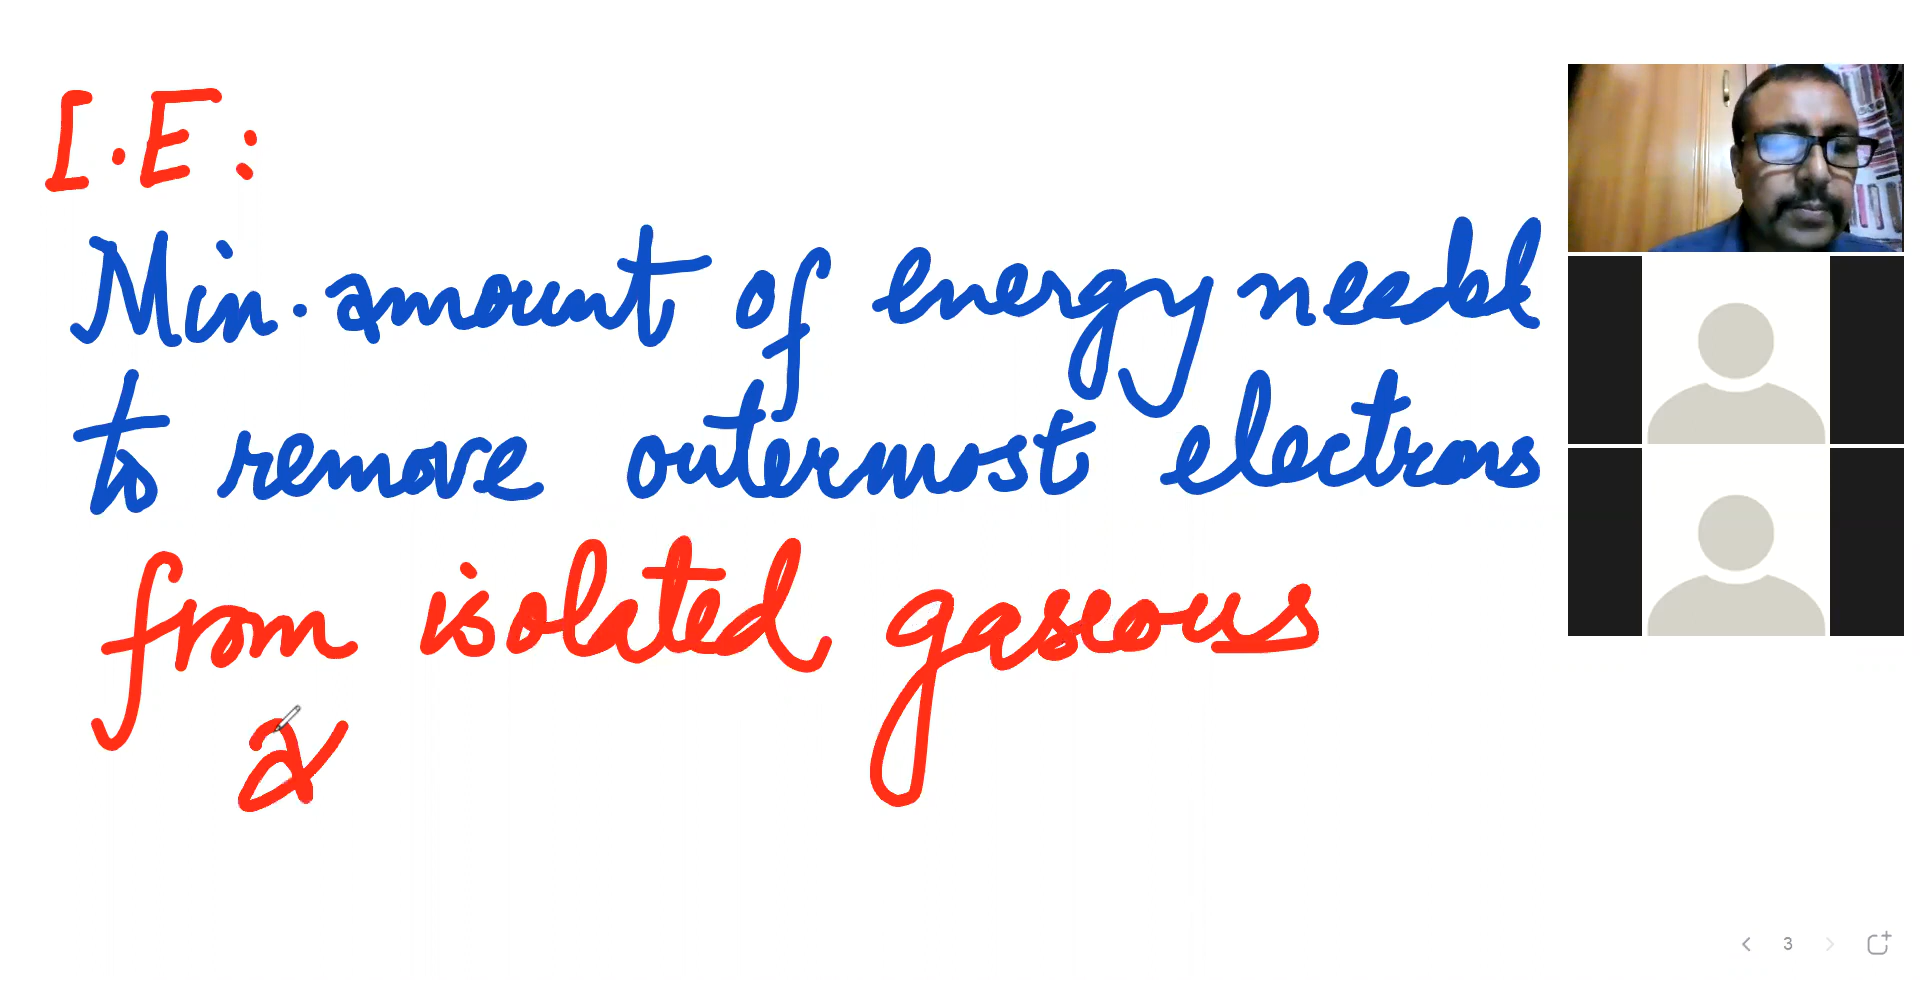 I.E:
Min. amount of energy needed
to remove outermost electrons
from isolated gaseous
a
3